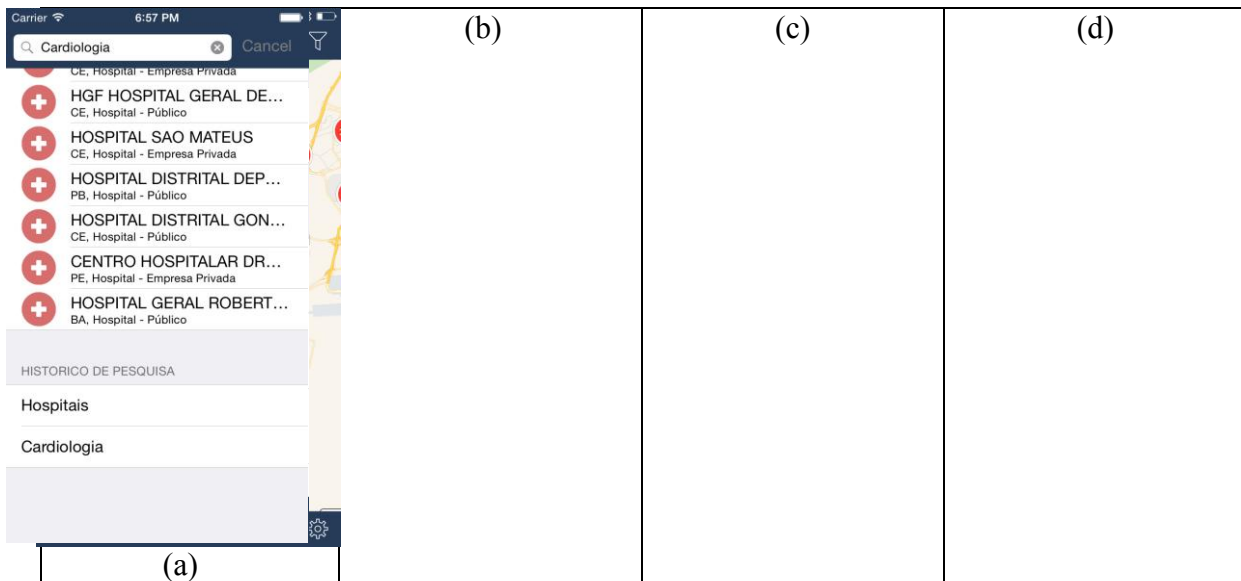 Carrier 6:57 PM
Cardiologia Cancel
CE, Hospital - Empresa Privada
HGF HOSPITAL GERAL DE...
CE, Hospital - Público
HOSPITAL SAO MATEUS
CE, Hospital - Empresa Privada
HOSPITAL DISTRITAL DEP...
PB, Hospital - Público
HOSPITAL DISTRITAL GON...
CE, Hospital - Público
CENTRO HOSPITALAR DR...
PE, Hospital - Empresa Privada
HOSPITAL GERAL ROBERT...
BA, Hospital - Público
HISTORICO DE PESQUISA
Hospitais
Cardiologia
(a)
(b)
(c)
(d)